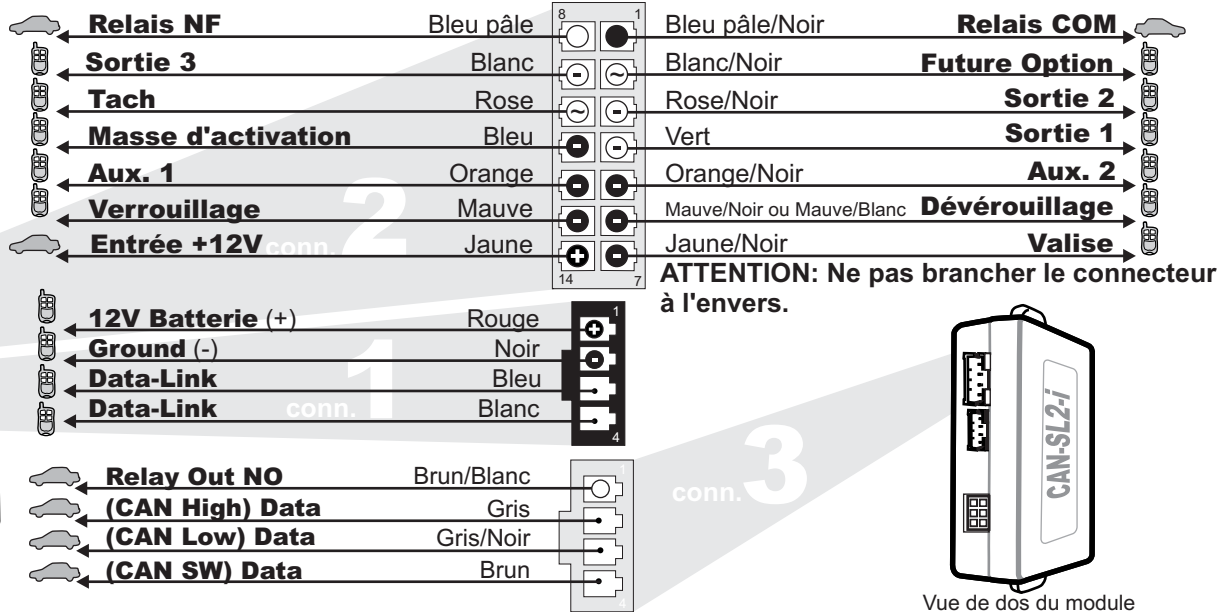 8 1
Relais NF Bleu pâle Bleu pâle/Noir Relais COM
Sortie 3 Blanc Blanc/Noir Future Option
Tach Rose Rose/Noir Sortie 2
Masse d'activation Bleu Vert Sortie 1
Aux. 1 Orange Orange/Noir Aux. 2
Verrouillage Mauve Mauve/Noir ou Mauve/Blanc Dévérouillage
Entrée +12V Jaune Jaune/Noir Valise
conn. 2
14 7
ATTENTION: Ne pas brancher le connecteur
à l'envers.
1
12V Batterie (+) Rouge
Ground (-) Noir
Data-Link Bleu
Data-Link Blanc
conn. 1
4
1
Relay Out NO Brun/Blanc
(CAN High) Data Gris
(CAN Low) Data Gris/Noir
(CAN SW) Data Brun
4
conn. 3
CAN-SL2-i
Vue de dos du module